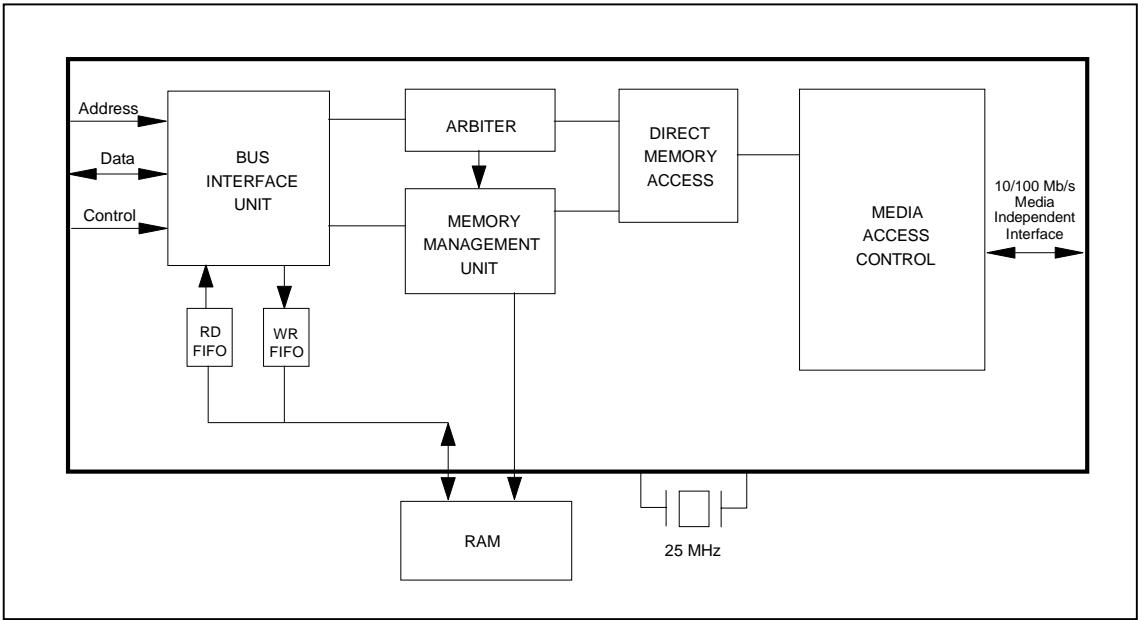 Address
Data
Control
BUS
INTERFACE
UNIT
RD
FIFO
WR
FIFO
ARBITER
MEMORY
MANAGEMENT
UNIT
DIRECT
MEMORY
ACCESS
MEDIA
ACCESS
CONTROL
10/100 Mb/s
Media
Independent
Interface
RAM
25 MHz